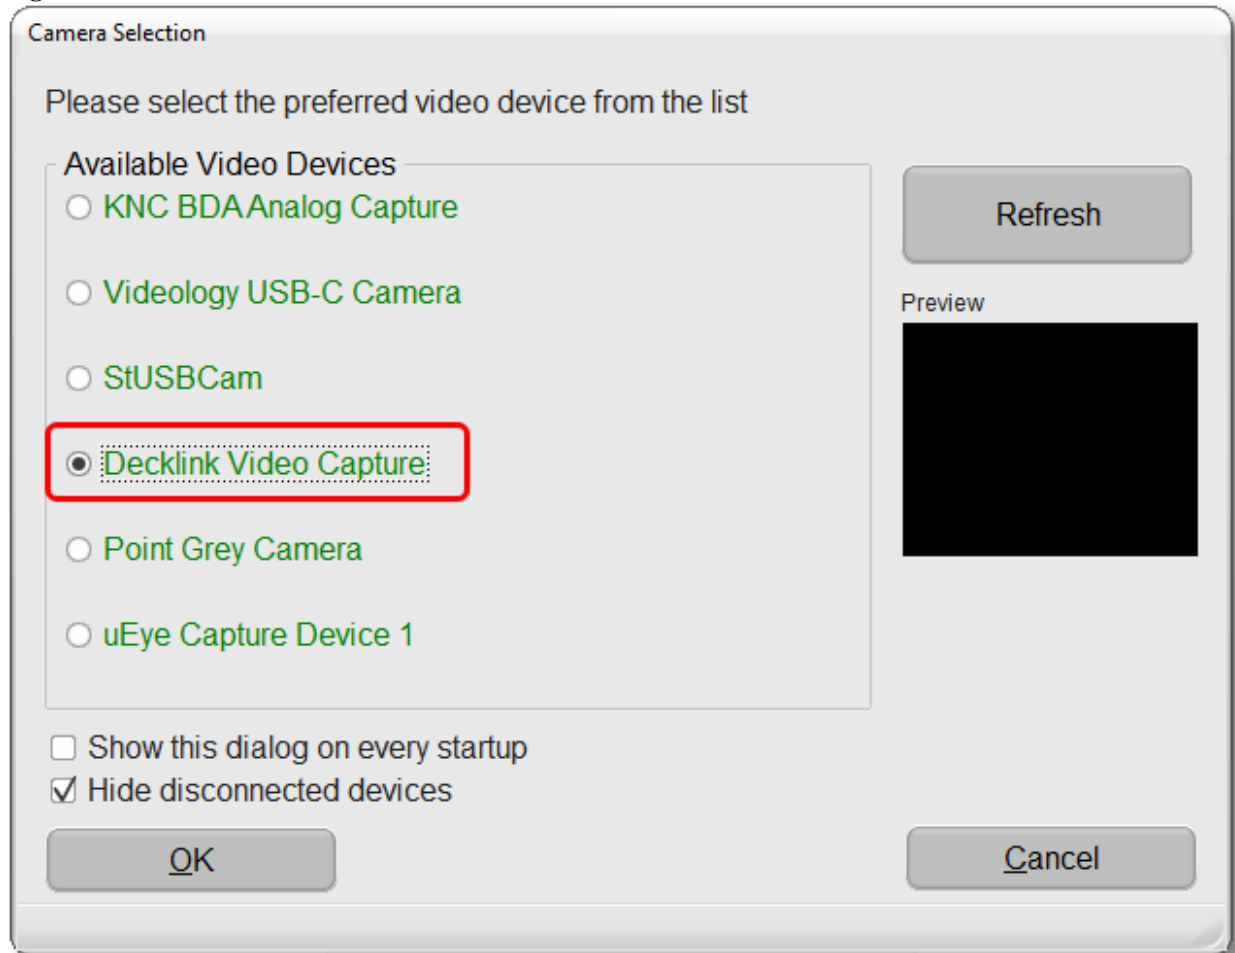 Camera Selection
Please select the preferred video device from the list
Available Video Devices
KNC BDA Analog Capture
Refresh
Videology USB-C Camera
Preview
StUSBCam
Decklink Video Capture
Point Grey Camera
uEye Capture Device 1
Show this dialog on every startup
Hide disconnected devices
OK
Cancel